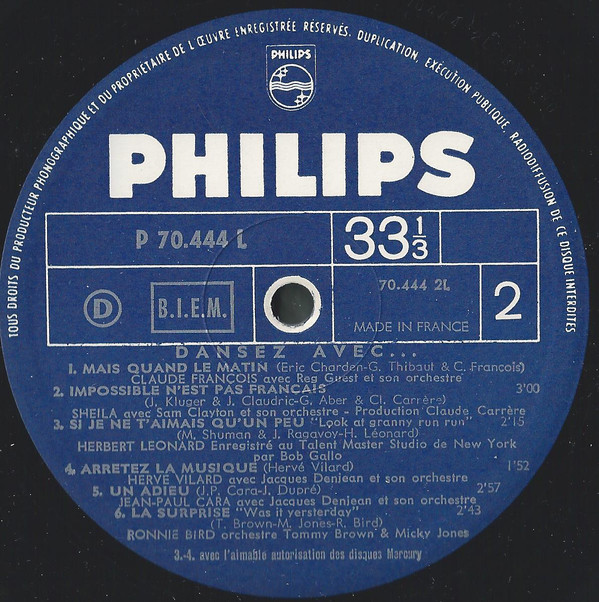 TOUS DROITS DU PRODUCTEUR PHONOGRAPHIQUE ET DU PROPRIÉTAIRE DE L'ŒUVRE ENREGISTRÉE RÉSERVÉS. DUPLICATION, EXÉCUTION PUBLIQUE, RADIODIFFUSION DE CE DISQUE INTERDITES
PHILIPS
PHILIPS
P 70.444 L
33 1/3
D
B.I.E.M.
70.444 2L
MADE IN FRANCE
2
DANSEZ AVEC...
1. MAIS QUAND LE MATIN (Eric Charden-G. Thibaut & C. François)
CLAUDE FRANÇOIS avec Reg Guest et son orchestre
2. IMPOSSIBLE N'EST PAS FRANÇAIS 3'00
(J. Kluger & J. Claudric-G. Aber & Cl. Carrère)
SHEILA avec Sam Clayton et son orchestre - Production Claude Carrère
3. SI JE NE T'AIMAIS QU'UN PEU "Look at granny run run" 2'15
(M. Shuman & J. Ragavoy-H. Léonard)
HERBERT LEONARD Enregistré au Talent Master Studio de New York
par Bob Gallo
4. ARRETEZ LA MUSIQUE (Hervé Vilard) 1'52
HERVE VILARD avec Jacques Denjean et son orchestre
5. UN ADIEU (J.P. Cara-J. Dupré) 2'57
JEAN-PAUL CARA avec Jacques Denjean et son orchestre
6. LA SURPRISE "Was it yersterday" 2'43
(T. Brown-M. Jones-R. Bird)
RONNIE BIRD orchestre Tommy Brown & Micky Jones
3.-4. avec l'aimable autorisation des disques Mercury